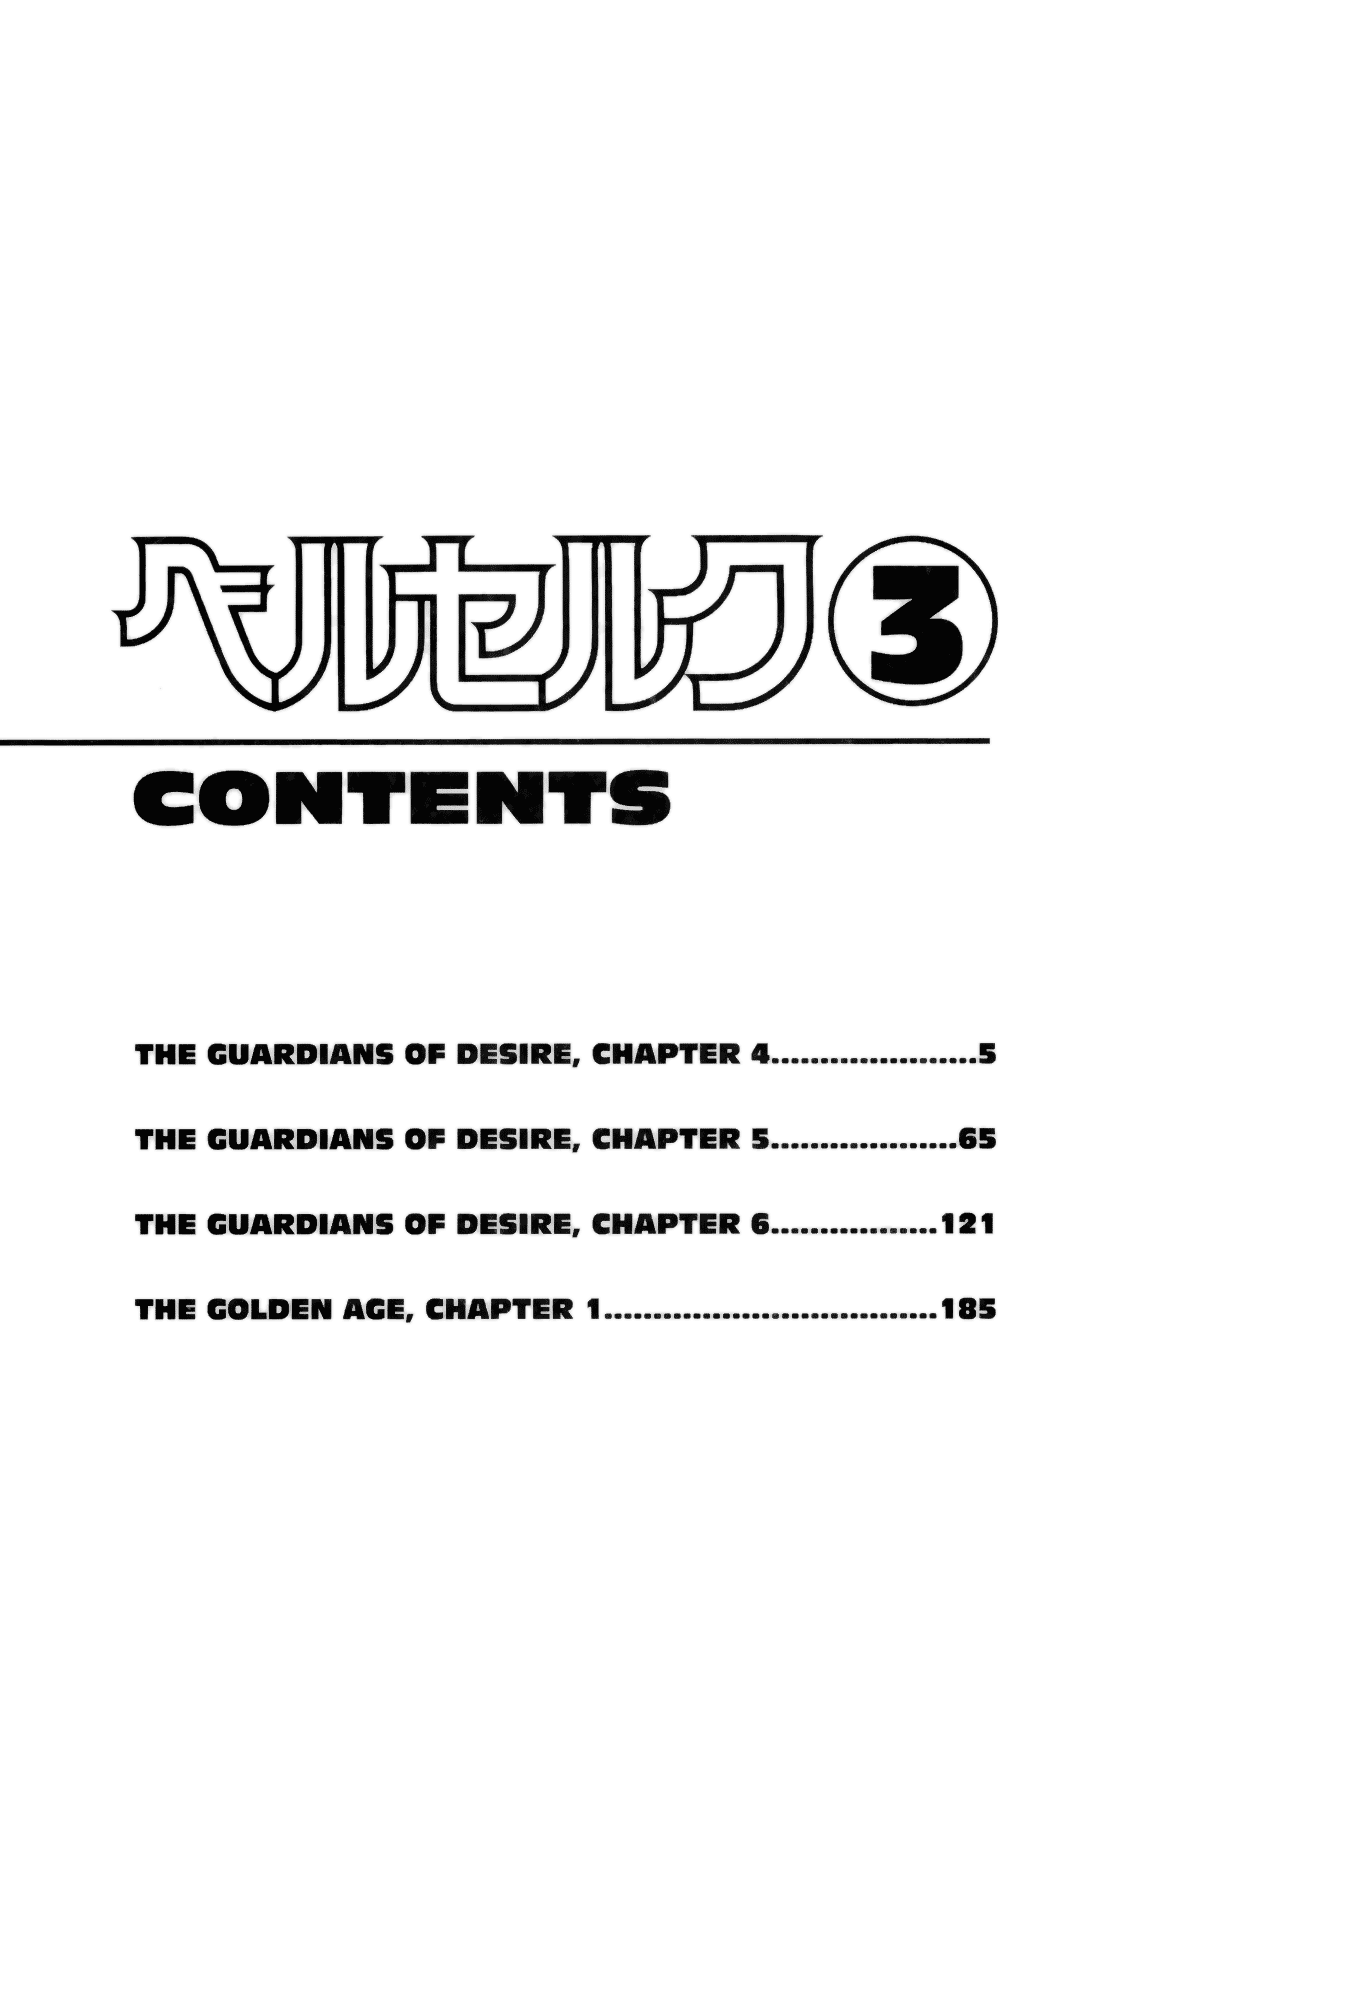 ベルセルク 3
CONTENTS
THE GUARDIANS OF DESIRE, CHAPTER 4.....................5
THE GUARDIANS OF DESIRE, CHAPTER 5...................65
THE GUARDIANS OF DESIRE, CHAPTER 6.................121
THE GOLDEN AGE, CHAPTER 1..................................185